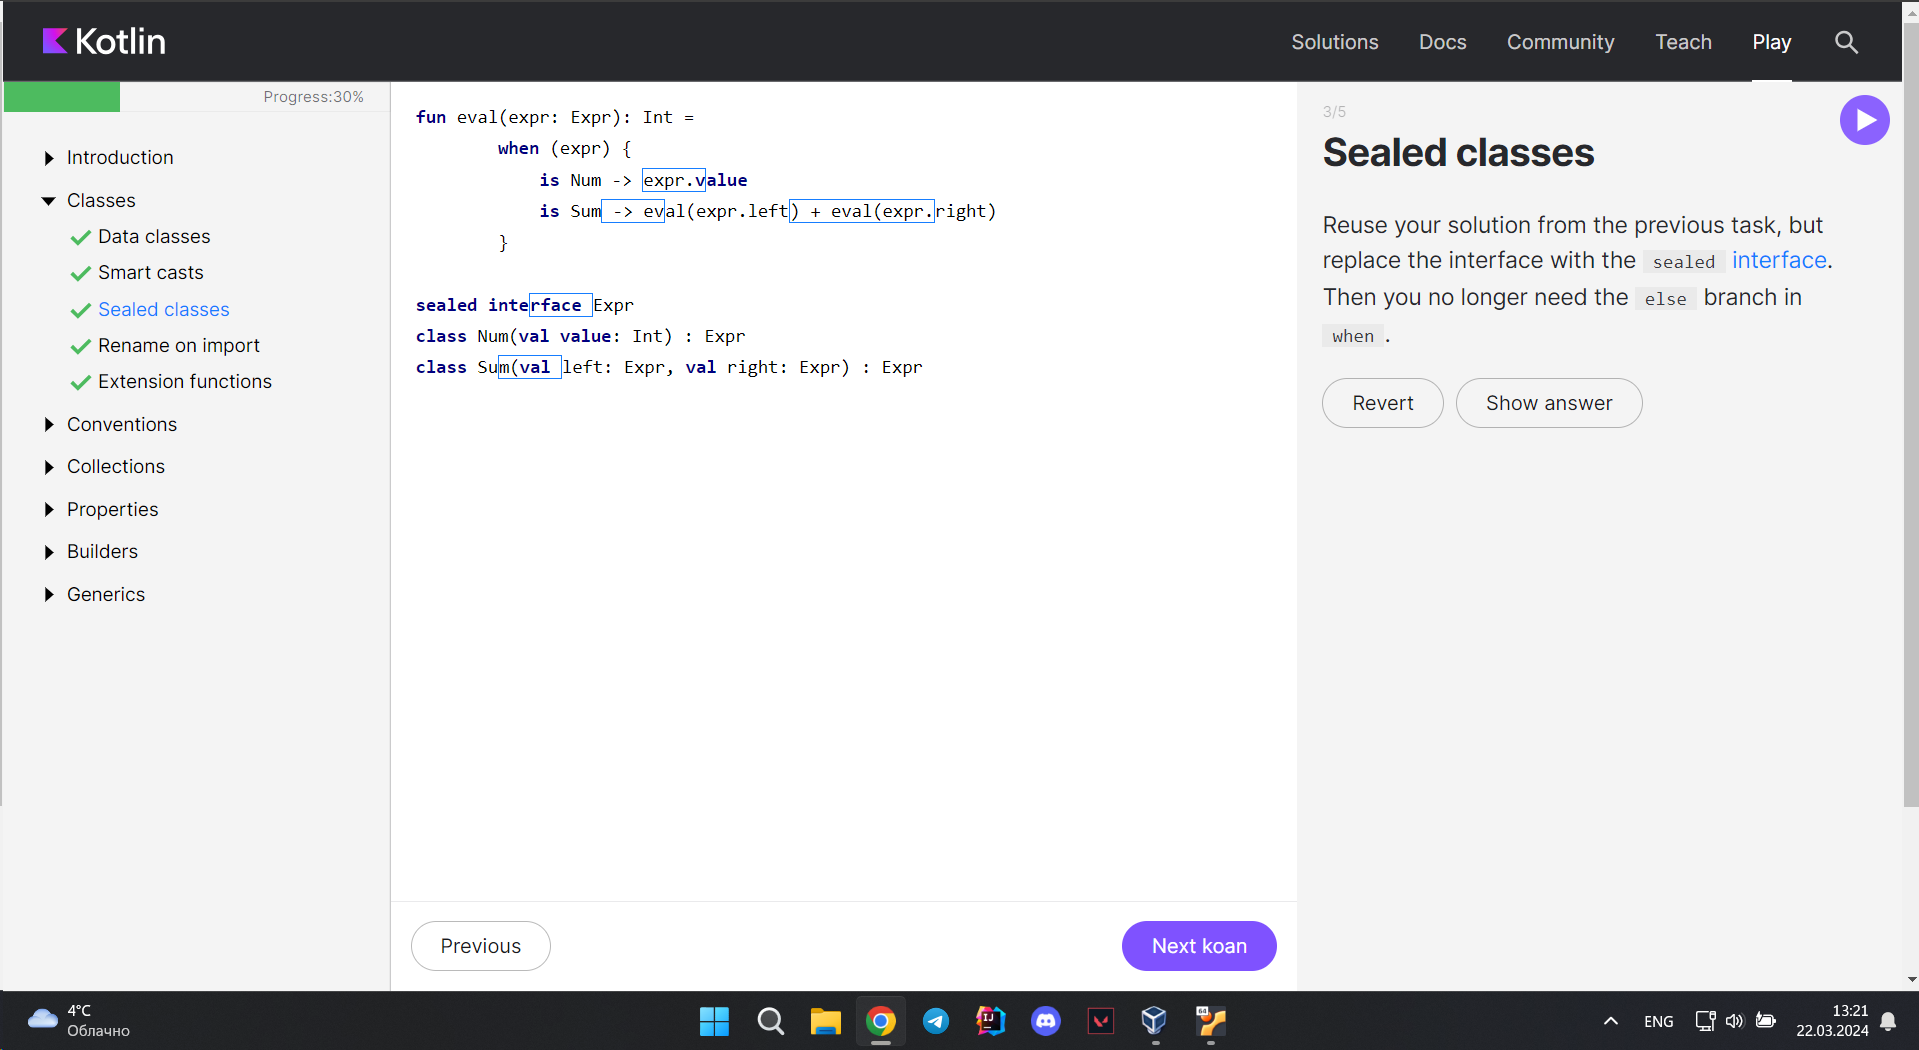 Kotlin
Solutions Docs Community Teach Play
Progress:30%
Introduction
Classes
Data classes
Smart casts
Sealed classes
Rename on import
Extension functions
Conventions
Collections
Properties
Builders
Generics
fun eval(expr: Expr): Int =
when (expr) {
is Num -> expr.value
is Sum -> eval(expr.left) + eval(expr.right)
}
sealed interface Expr
class Num(val value: Int) : Expr
class Sum(val left: Expr, val right: Expr) : Expr
Previous
Next koan
3/5
Sealed classes
Reuse your solution from the previous task, but
replace the interface with the sealed interface.
Then you no longer need the else branch in
when .
Revert
Show answer
4°C
Облачно
IJ
64
ENG
13:21
22.03.2024